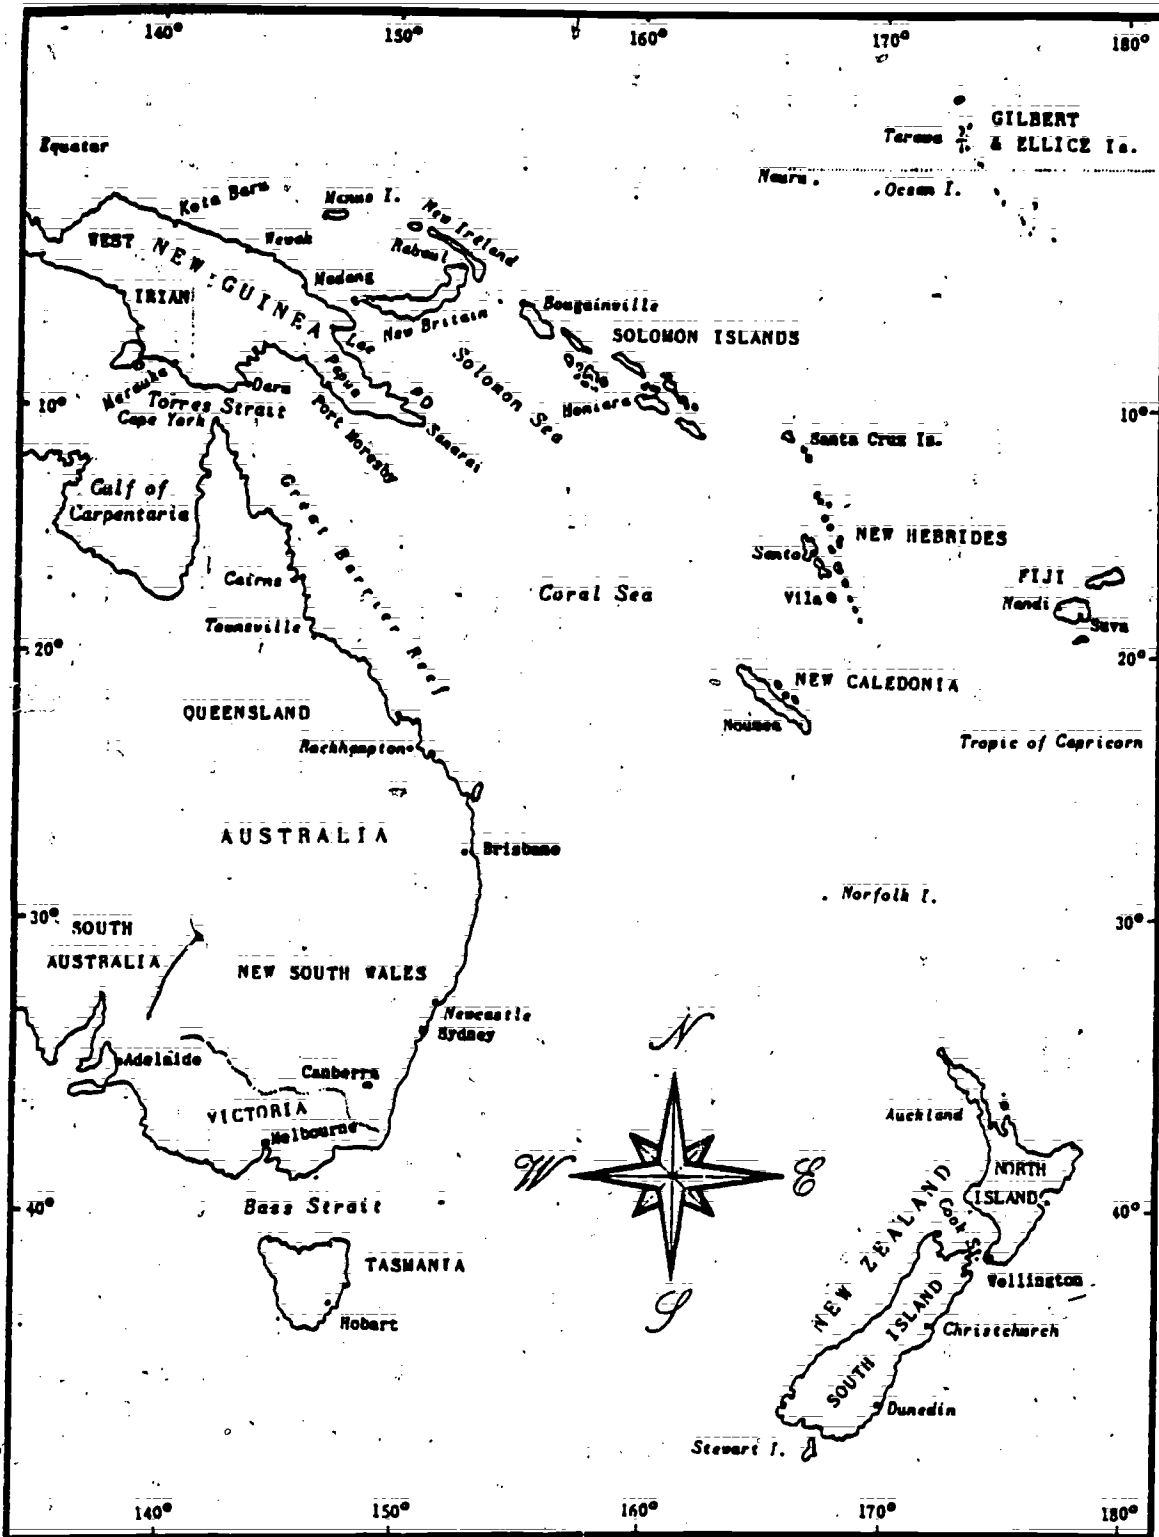 140° 150° 160° 170° 180°
GILBERT
Tarawa & ELLICE Is.
Equator
Nauru. .Ocean I.
Kota Baru Manus I. New Ireland
WEST NEW GUINEA Wewak Rabaul
IRIAN Madang
New Britain Bougainville
Lae SOLOMON ISLANDS
Papua Solomon Sea
Merauke Daru D Honiara
10° Torres Strait 10°
Cape York Port Moresby Samarai Santa Cruz Is.
Gulf of
Carpentaria
Great Barrier Reef
NEW HEBRIDES
Santo
Cairns Coral Sea FIJI
Vila Nandi
Townsville Suva
20° 20°
NEW CALEDONIA
QUEENSLAND
Noumea
Rockhampton Tropic of Capricorn
AUSTRALIA
Brisbane
Norfolk I.
30° 30°
SOUTH
AUSTRALIA
NEW SOUTH WALES
Newcastle
Sydney
N
Adelaide
Canberra
VICTORIA Auckland
Melbourne
W E
NORTH
ISLAND
40° Bass Strait 40°
NEW ZEALAND
Cook St.
TASMANIA
Wellington
Hobart
S
SOUTH ISLAND
Christchurch
Dunedin
Stewart I.
140° 150° 160° 170° 180°